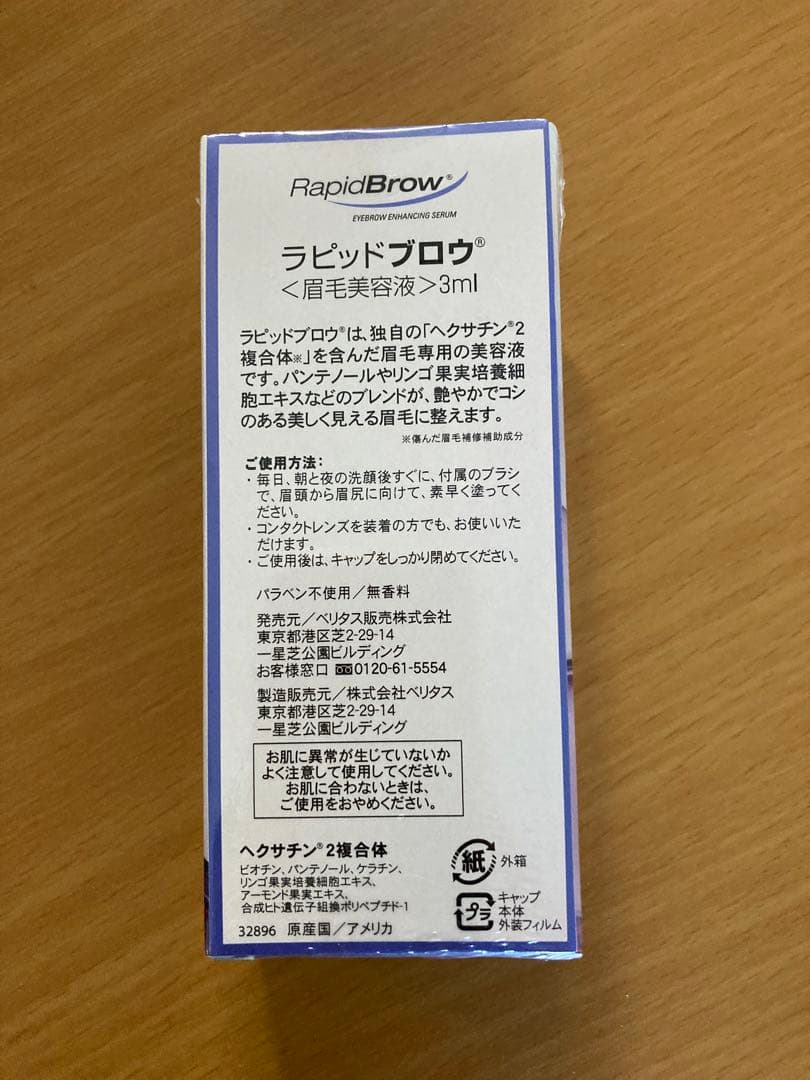 RapidBrow®
EYEBROW ENHANCING SERUM
ラピッドブロウ®
＜眉毛美容液＞3ml
ラピッドブロウ®は、独自の「ヘクサチン®2
複合体※」を含んだ眉毛専用の美容液
です。パンテノールやリンゴ果実培養細
胞エキスなどのブレンドが、艶やかでコシ
のある美しく見える眉毛に整えます。
※傷んだ眉毛補修補助成分
ご使用方法：
・毎日、朝と夜の洗顔後すぐに、付属のブラシ
で、眉頭から眉尻に向けて、素早く塗ってく
ださい。
・コンタクトレンズを装着の方でも、お使いいた
だけます。
・ご使用後は、キャップをしっかり閉めてください。
パラベン不使用／無香料
発売元／ベリタス販売株式会社
東京都港区芝2-29-14
一星芝公園ビルディング
お客様窓口 0120-61-5554
製造販売元／株式会社ベリタス
東京都港区芝2-29-14
一星芝公園ビルディング
お肌に異常が生じていないか
よく注意して使用してください。
お肌に合わないときは、
ご使用をおやめください。
ヘクサチン®2複合体
ビオチン、パンテノール、ケラチン、
リンゴ果実培養細胞エキス、
アーモンド果実エキス、
合成ヒト遺伝子組換ポリペプチド-1
32896 原産国／アメリカ
紙 外箱
プラ キャップ
本体
外装フィルム